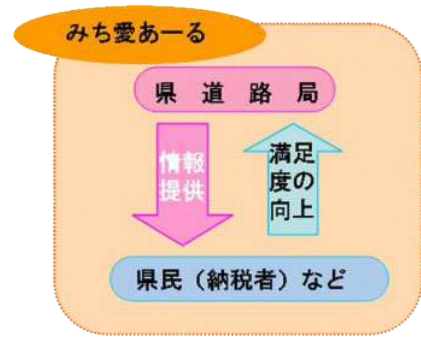 みち愛あーる
県道路局
情報
提供
満足
度の
向上
県民（納税者）など